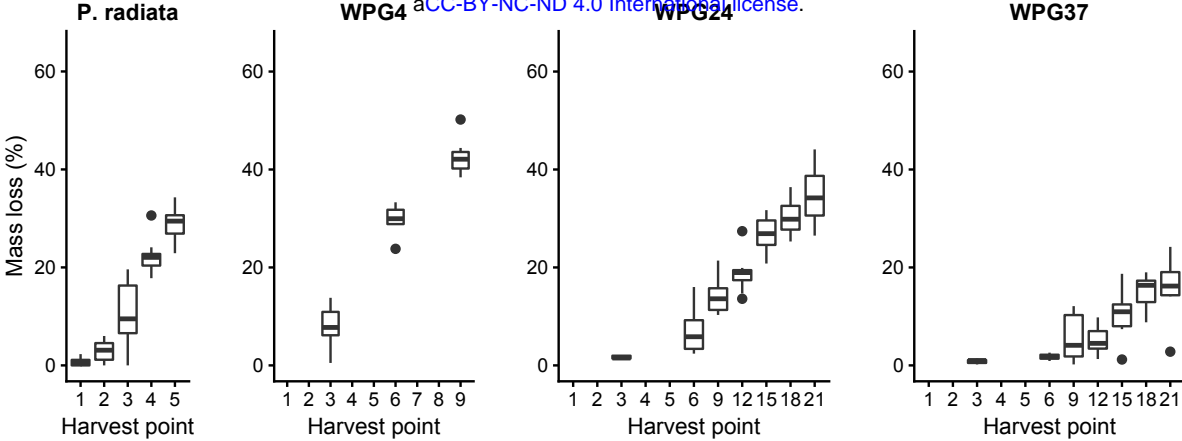 aCC-BY-NC-ND 4.0 International license.
P. radiata WPG4 WPG24 WPG37
Mass loss (%)
60 60 60 60
40 40 40 40
20 20 20 20
0 0 0 0
1 2 3 4 5 1 2 3 4 5 6 7 8 9 1 2 3 4 5 6 9 12 15 18 21 1 2 3 4 5 6 9 12 15 18 21
Harvest point Harvest point Harvest point Harvest point